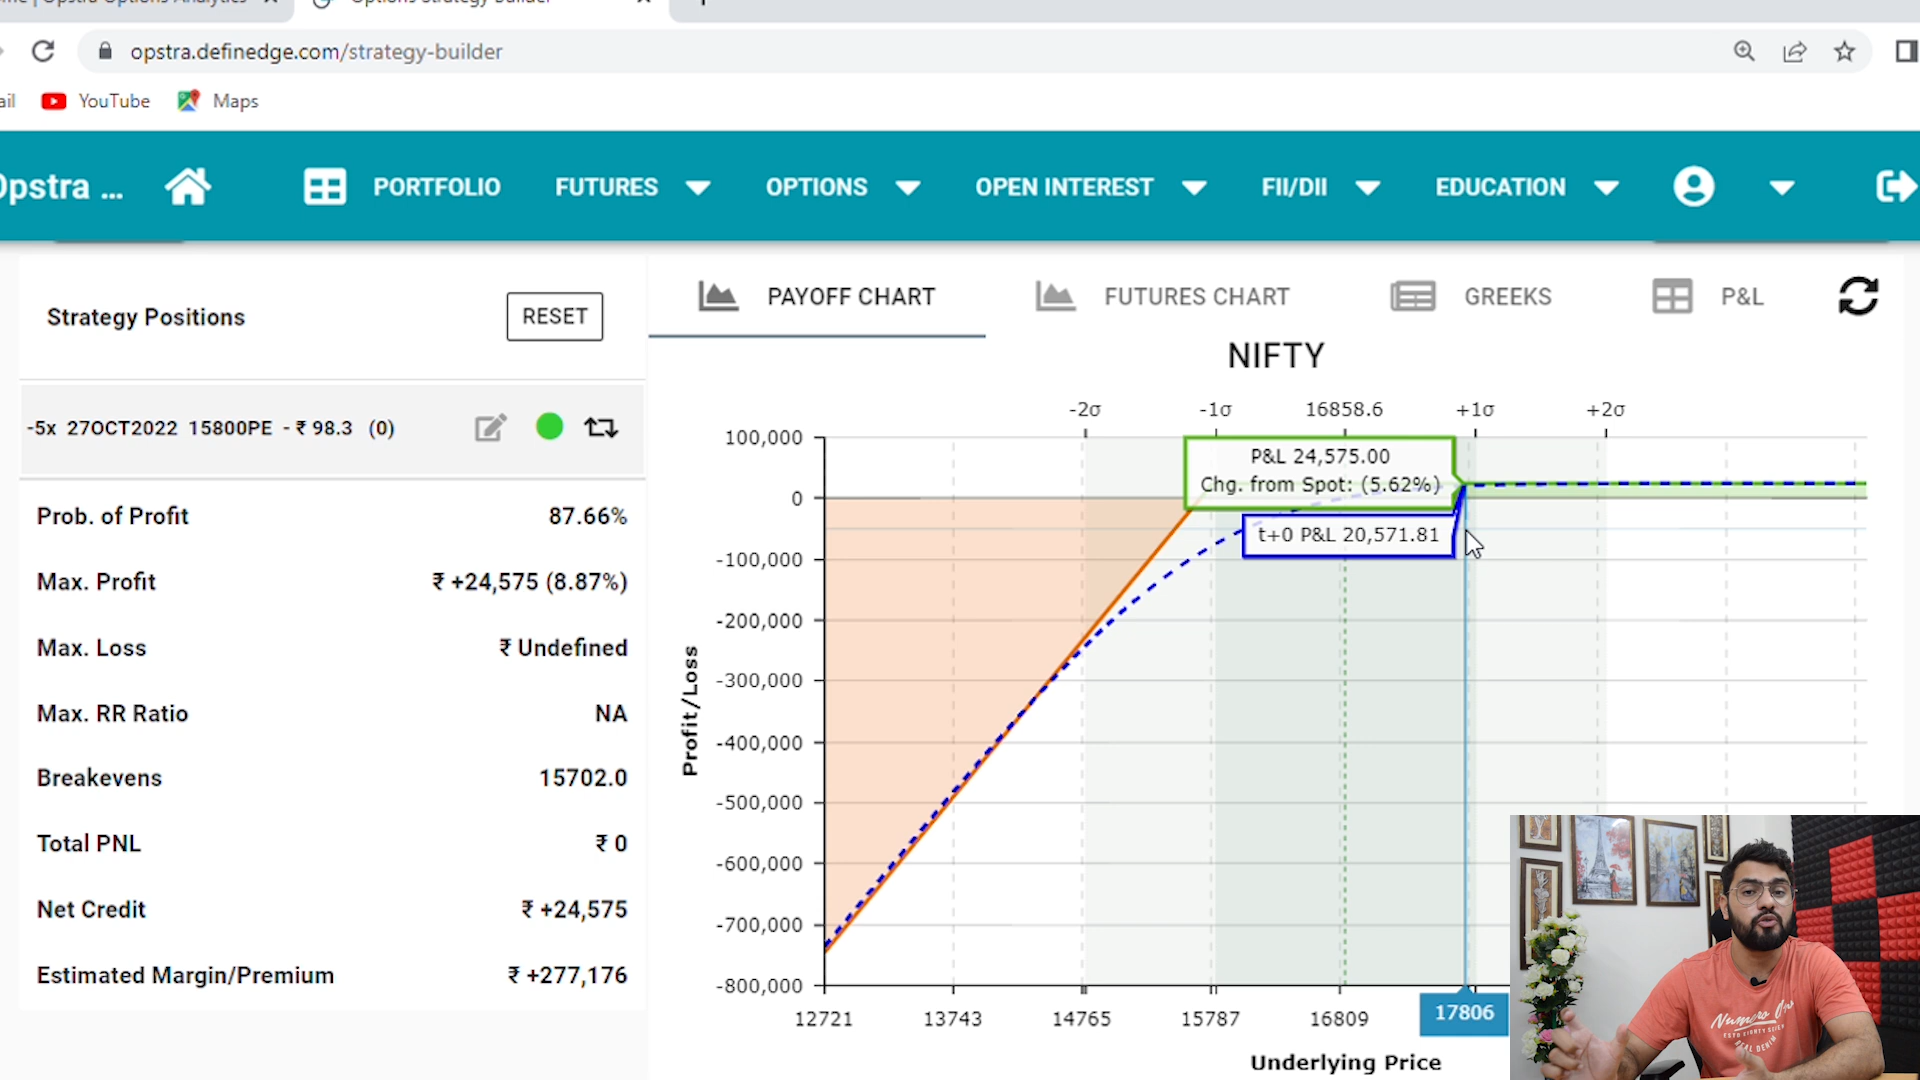 Options Strategy Builder
opstra.definedge.com/strategy-builder
YouTube
Maps
Opstra ...
PORTFOLIO
FUTURES
OPTIONS
OPEN INTEREST
FII/DII
EDUCATION
Strategy Positions
RESET
PAYOFF CHART
FUTURES CHART
GREEKS
P&L
NIFTY
-5x 27OCT2022 15800PE - ₹ 98.3 (0)
Prob. of Profit 87.66%
Max. Profit ₹ +24,575 (8.87%)
Max. Loss ₹ Undefined
Max. RR Ratio NA
Breakevens 15702.0
Total PNL ₹ 0
Net Credit ₹ +24,575
Estimated Margin/Premium ₹ +277,176
-2σ -1σ 16858.6 +1σ +2σ
P&L 24,575.00
Chg. from Spot: (5.62%)
t+0 P&L 20,571.81
100,000
0
-100,000
-200,000
-300,000
-400,000
-500,000
-600,000
-700,000
-800,000
Profit/Loss
12721 13743 14765 15787 16809 17806
Underlying Price